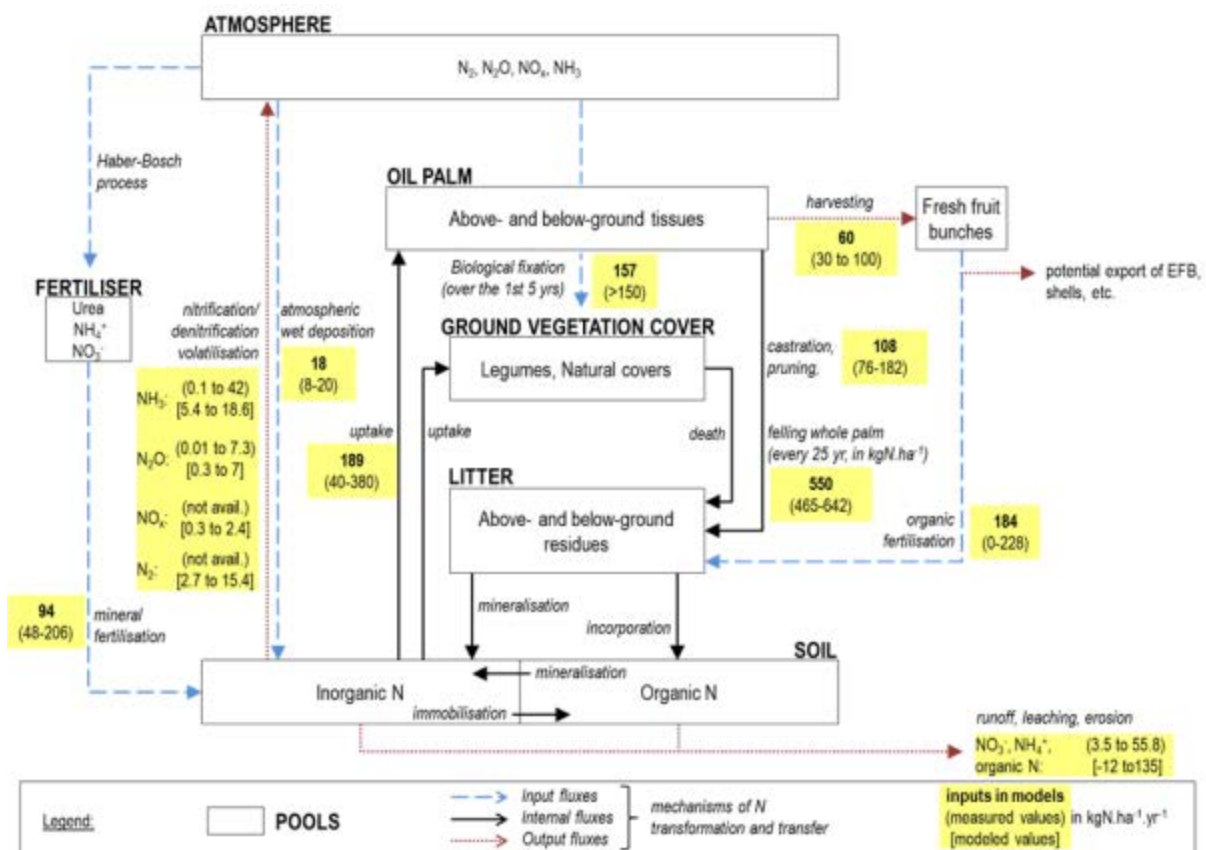 ATMOSPHERE
N₂, N₂O, NOₓ, NH₃
Haber-Bosch
process
OIL PALM
Above- and below-ground tissues
harvesting
60
(30 to 100)
Fresh fruit
bunches
potential export of EFB,
shells, etc.
Biological fixation
(over the 1st 5 yrs)
157
(>150)
FERTILISER
Urea
NH₄⁺
NO₃⁻
nitrification/
denitrification
volatilisation
atmospheric
wet deposition
18
(8-20)
GROUND VEGETATION COVER
Legumes, Natural covers
castration,
pruning,
108
(76-182)
NH₃: (0.1 to 42)
[5.4 to 18.6]
N₂O: (0.01 to 7.3)
[0.3 to 7]
NOₓ: (not avail.)
[0.3 to 2.4]
N₂: (not avail.)
[2.7 to 15.4]
uptake
189
(40-380)
uptake
death
felling whole palm
(every 25 yr, in kgN.ha⁻¹)
550
(465-642)
LITTER
Above- and below-ground
residues
organic
fertilisation
184
(0-228)
94
(48-206)
mineral
fertilisation
mineralisation
incorporation
SOIL
Inorganic N
mineralisation
immobilisation
Organic N
runoff, leaching, erosion
NO₃⁻, NH₄⁺, (3.5 to 55.8)
organic N: [-12 to135]
Legend:
POOLS
Input fluxes
Internal fluxes
Output fluxes
mechanisms of N
transformation and transfer
inputs in models
(measured values) in kgN.ha⁻¹.yr⁻¹
[modeled values]